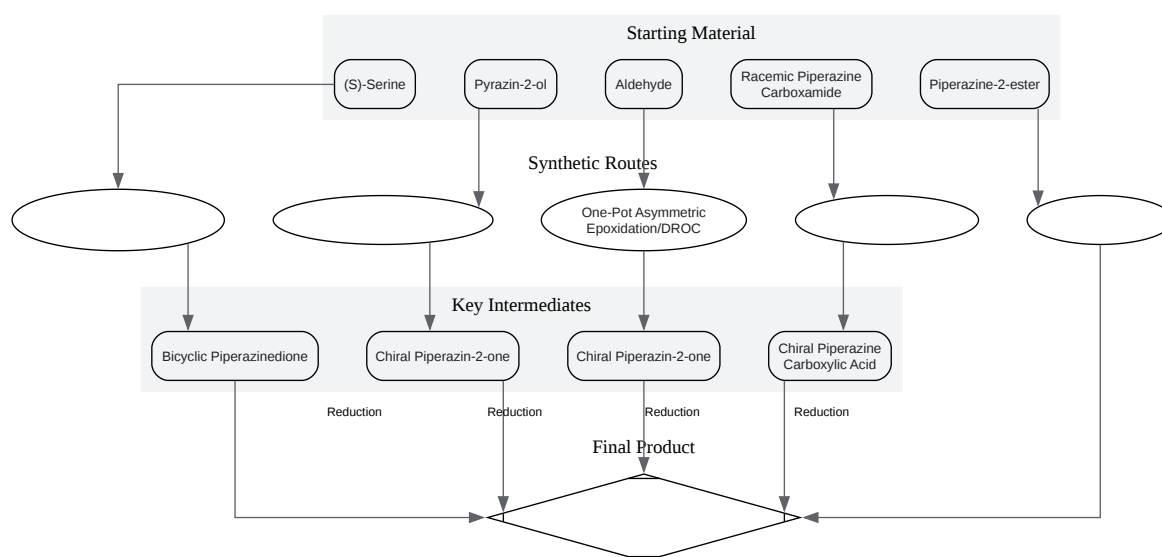 Starting Material
(S)-Serine
Pyrazin-2-ol
Aldehyde
Racemic Piperazine
Carboxamide
Piperazine-2-ester
Synthetic Routes
One-Pot Asymmetric
Epoxidation/DROC
Key Intermediates
Bicyclic Piperazinedione
Chiral Piperazin-2-one
Chiral Piperazin-2-one
Chiral Piperazine
Carboxylic Acid
Reduction
Reduction
Reduction
Reduction
Final Product